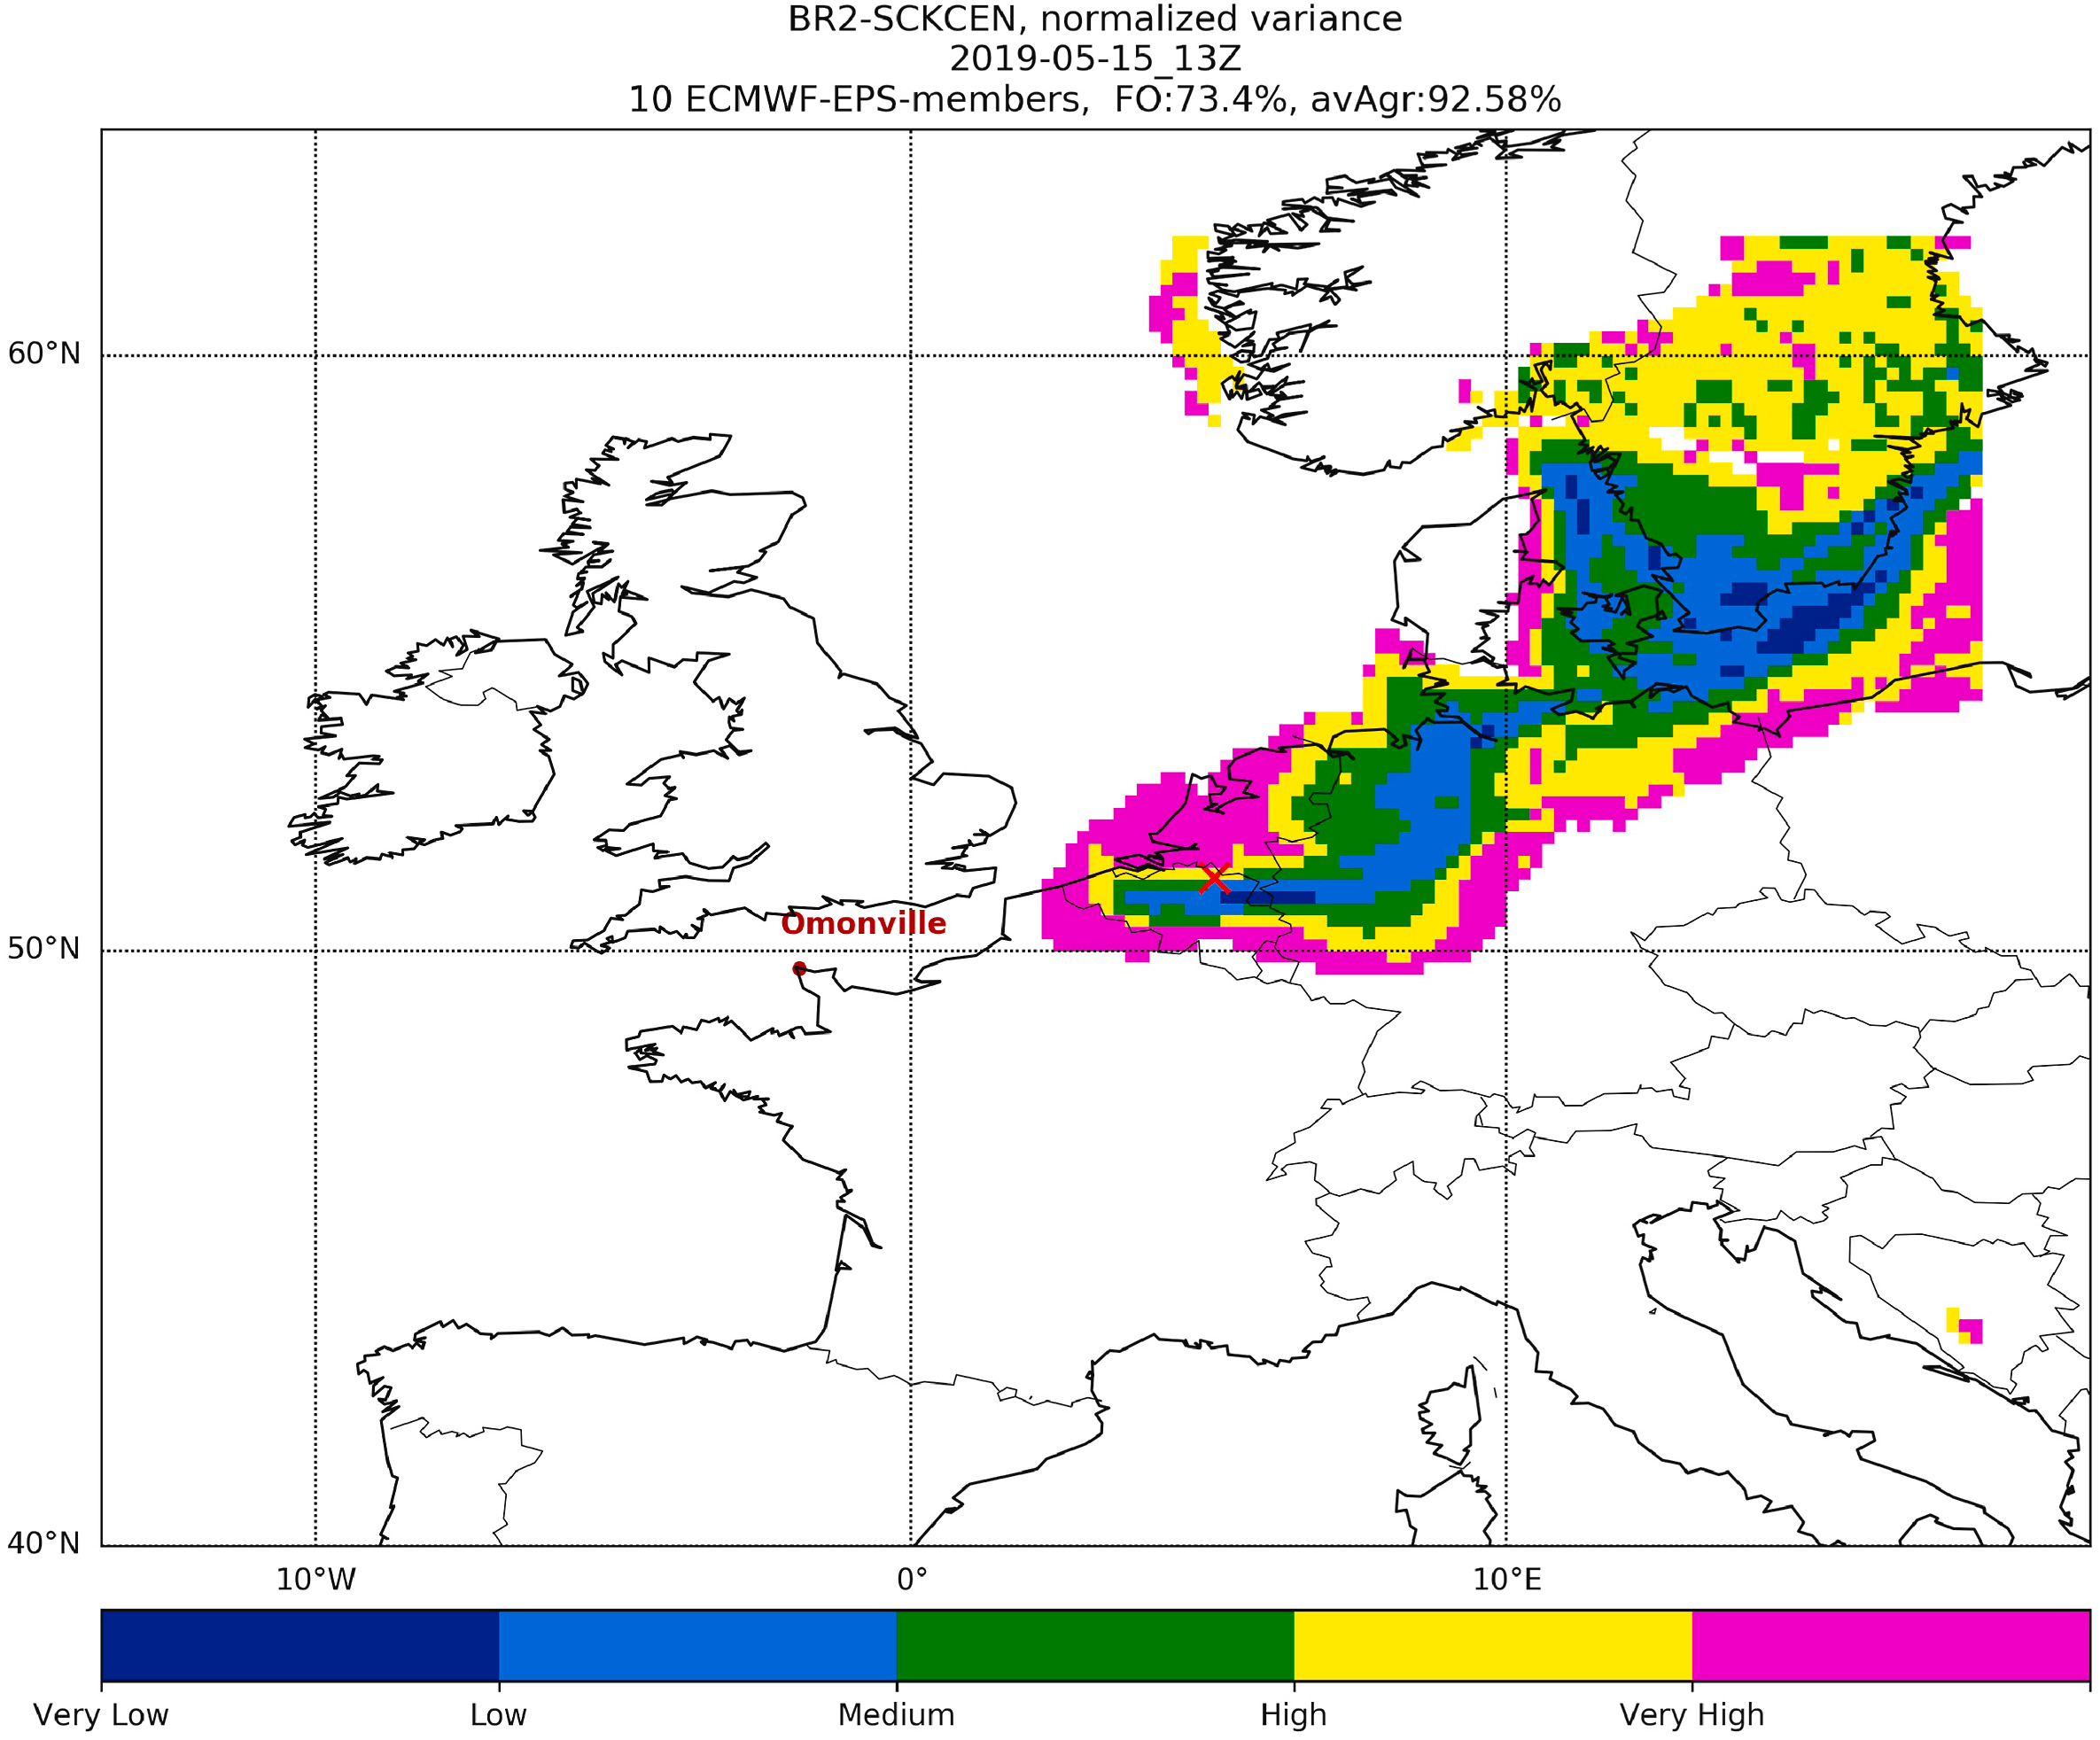 BR2-SCKCEN, normalized variance
2019-05-15_13Z
10 ECMWF-EPS-members, FO:73.4%, avAgr:92.58%
60°N
Omonville
50°N
40°N
10°W 0° 10°E
Very Low Low Medium High Very High